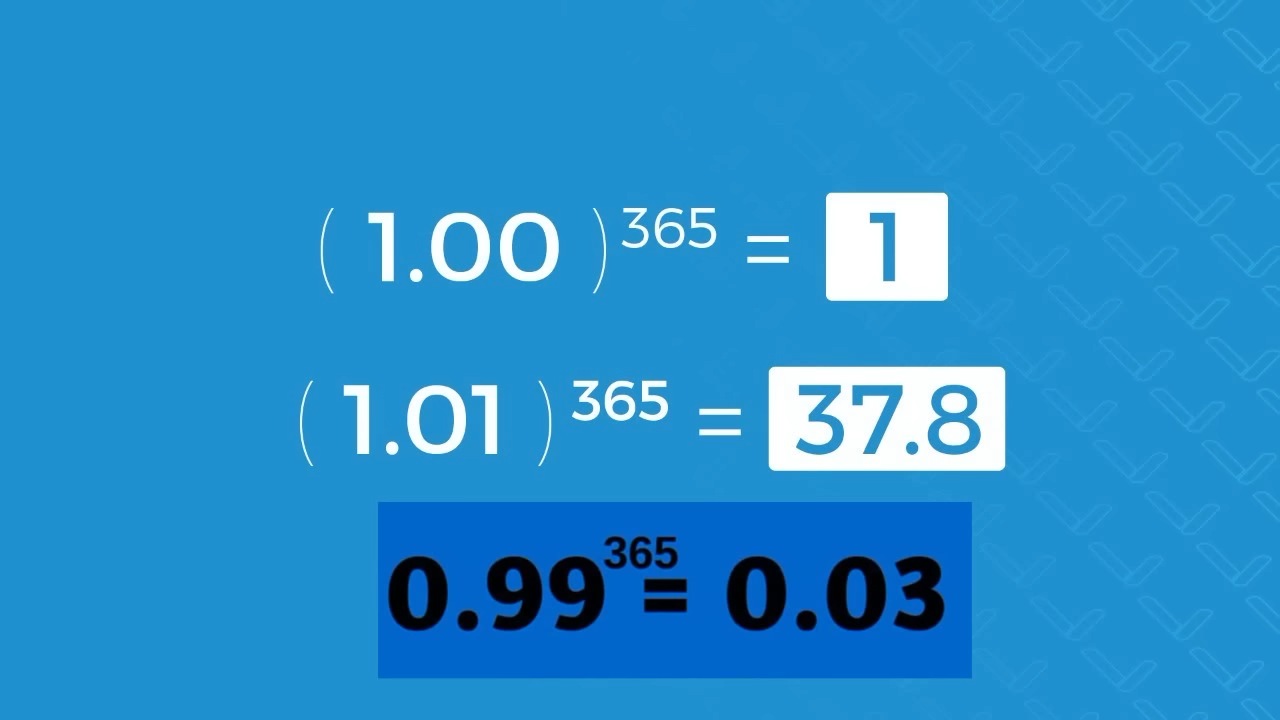 (1.00)³⁶⁵ = 1
(1.01)³⁶⁵ = 37.8
0.99³⁶⁵ = 0.03